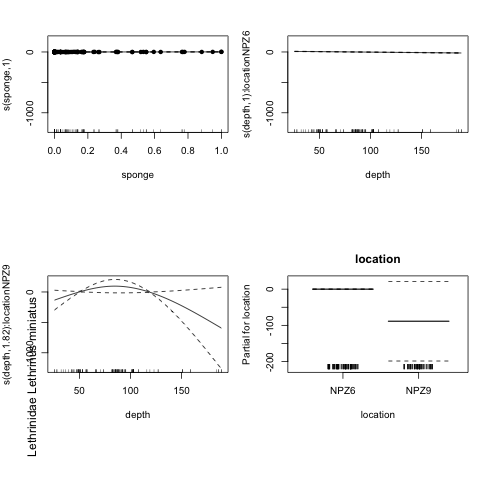 s(sponge,1)
0
-1000
0.0 0.2 0.4 0.6 0.8 1.0
sponge
s(depth,1):locationNPZ6
0
-1000
50 100 150
depth
s(depth,1.82):locationNPZ9
Lethrinidae Lethrinus miniatus
0
-1000
50 100 150
depth
location
Partial for location
0
-100
-200
NPZ6 NPZ9
location